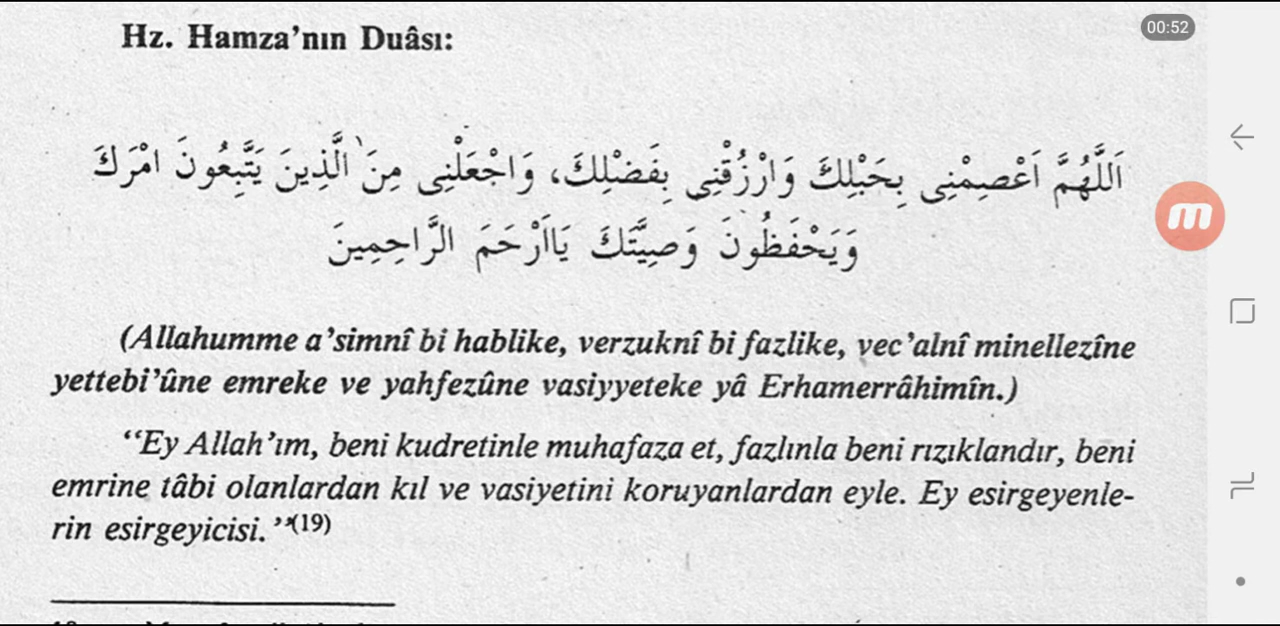 00:52
Hz. Hamza'nın Duâsı:
اَللَّهُمَّ اَعْصِمْنِى بِحَبْلِكَ وَارْزُقْنِى بِفَضْلِكَ، وَاجْعَلْنِى مِنَ الَّذِينَ يَتَّبِعُونَ امْرَكَ
وَيَحْفَظُونَ وَصِيَّتَكَ يَااَرْحَمَ الرَّاحِمِينَ
(Allahumme a'simnî bi hablike, verzuknî bi fazlike, vec'alnî minellezîne
yettebi'ûne emreke ve yahfezûne vasiyyeteke yâ Erhamerrâhimîn.)
"Ey Allah'ım, beni kudretinle muhafaza et, fazlınla beni rızıklandır, beni
emrine tâbi olanlardan kıl ve vasiyetini koruyanlardan eyle. Ey esirgeyenle-
rin esirgeyicisi."(19)